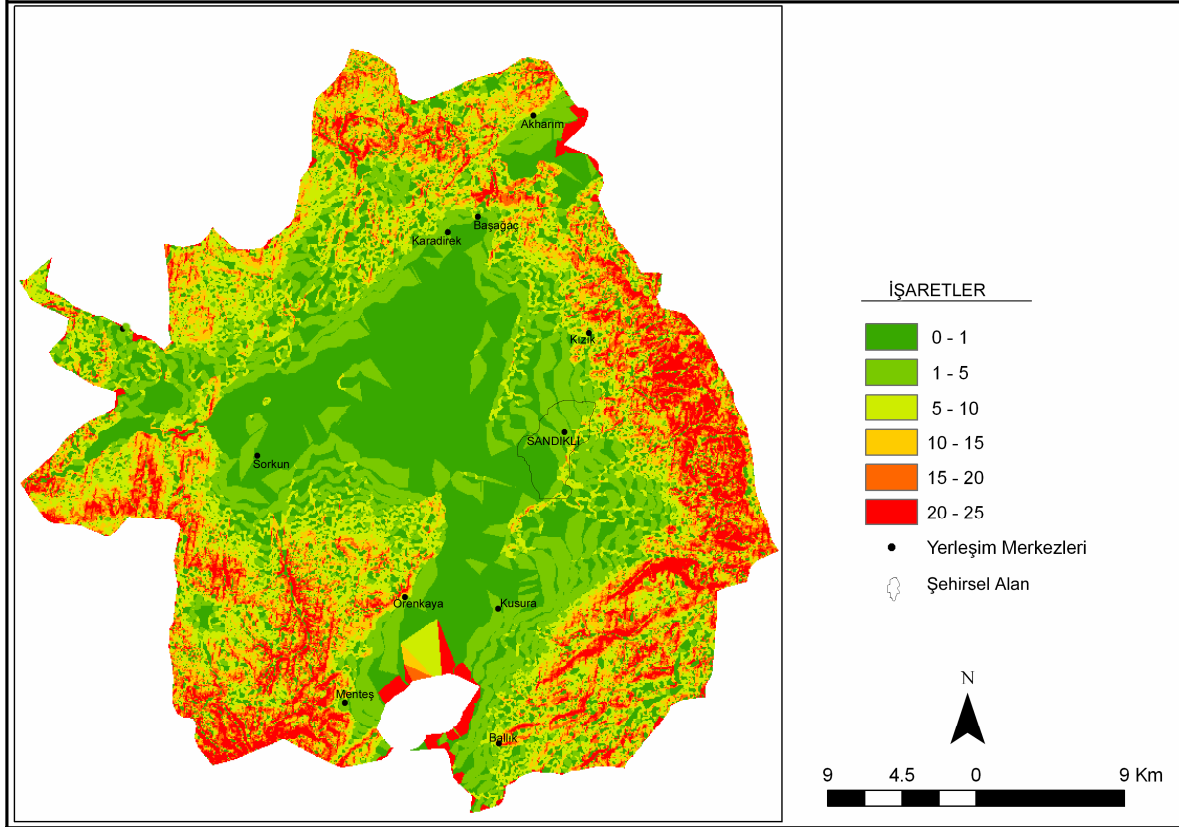 Akharım
Başağaç
Karadirek
Kızık
SANDIKLI
Sorkun
Örenkaya
Kusura
Menteş
Ballık
İŞARETLER
0 - 1
1 - 5
5 - 10
10 - 15
15 - 20
20 - 25
Yerleşim Merkezleri
Şehirsel Alan
N
9 4.5 0 9 Km